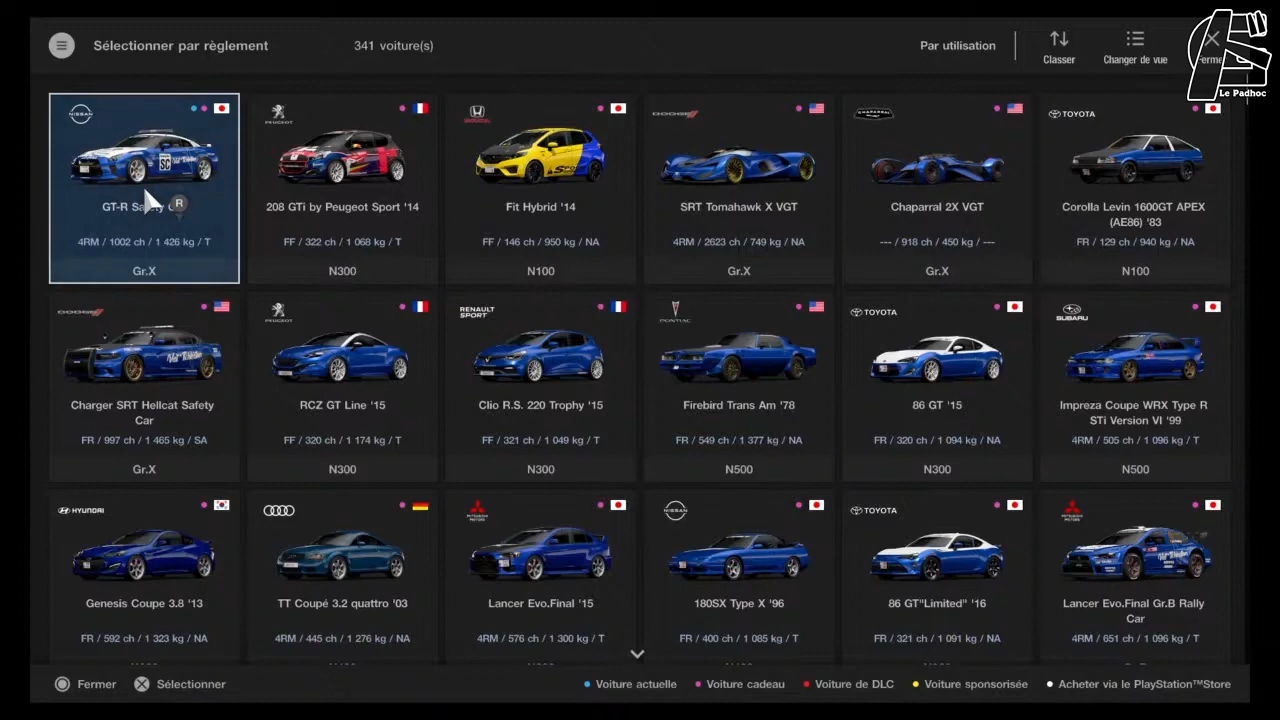 Sélectionner par règlement
341 voiture(s)
Par utilisation
Classer
Changer de vue
Le Padhoc
NISSAN
GT-R
4RM / 1002 ch / 1 426 kg / T
Gr.X
PEUGEOT
208 GTi by Peugeot Sport '14
FF / 322 ch / 1 068 kg / T
N300
HONDA
Fit Hybrid '14
FF / 146 ch / 950 kg / NA
N100
DODGE
SRT Tomahawk X VGT
4RM / 2623 ch / 749 kg / NA
Gr.X
CHAPARRAL
Chaparral 2X VGT
--- / 918 ch / 450 kg / ---
Gr.X
TOYOTA
Corolla Levin 1600GT APEX
(AE86) '83
FR / 129 ch / 940 kg / NA
N100
DODGE
Charger SRT Hellcat Safety
Car
FR / 997 ch / 1 465 kg / SA
Gr.X
PEUGEOT
RCZ GT Line '15
FF / 320 ch / 1 174 kg / T
N300
RENAULT
SPORT
Clio R.S. 220 Trophy '15
FF / 321 ch / 1 049 kg / T
N300
PONTIAC
Firebird Trans Am '78
FR / 549 ch / 1 377 kg / NA
N500
TOYOTA
86 GT '15
FR / 320 ch / 1 094 kg / NA
N300
SUBARU
Impreza Coupe WRX Type R
STi Version VI '99
4RM / 505 ch / 1 096 kg / T
N500
HYUNDAI
Genesis Coupe 3.8 '13
FR / 592 ch / 1 323 kg / NA
TT Coupé 3.2 quattro '03
4RM / 445 ch / 1 276 kg / NA
MITSUBISHI
MOTORS
Lancer Evo.Final '15
4RM / 576 ch / 1 300 kg / T
NISSAN
180SX Type X '96
FR / 400 ch / 1 085 kg / T
TOYOTA
86 GT"Limited" '16
FR / 321 ch / 1 091 kg / NA
MITSUBISHI
MOTORS
Lancer Evo.Final Gr.B Rally
Car
4RM / 651 ch / 1 096 kg / T
Fermer
Sélectionner
Voiture actuelle
Voiture cadeau
Voiture de DLC
Voiture sponsorisée
Acheter via le PlayStation™Store